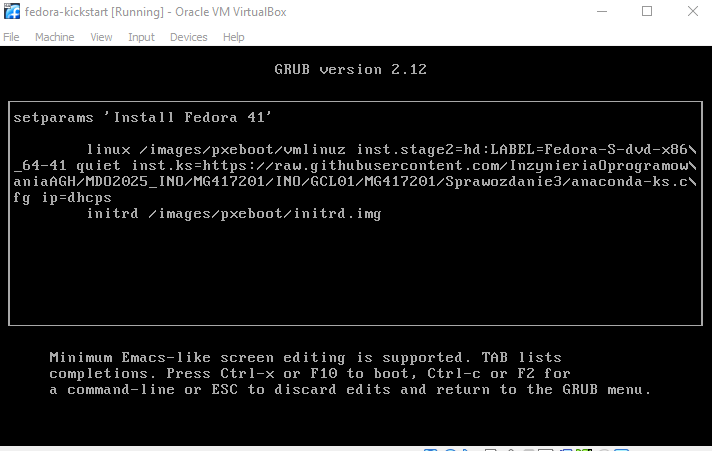 fedora-kickstart [Running] - Oracle VM VirtualBox
File Machine View Input Devices Help
GRUB version 2.12
setparams 'Install Fedora 41'
linux /images/pxeboot/vmlinuz inst.stage2=hd:LABEL=Fedora-S-dvd-x86\
_64-41 quiet inst.ks=https://raw.githubusercontent.com/InzynieriaOprogramow\
aniaAGH/MDO2025_INO/MG417201/INO/GCL01/MG417201/Sprawozdanie3/anaconda-ks.c\
fg ip=dhcps
initrd /images/pxeboot/initrd.img
Minimum Emacs-like screen editing is supported. TAB lists
completions. Press Ctrl-x or F10 to boot, Ctrl-c or F2 for
a command-line or ESC to discard edits and return to the GRUB menu.